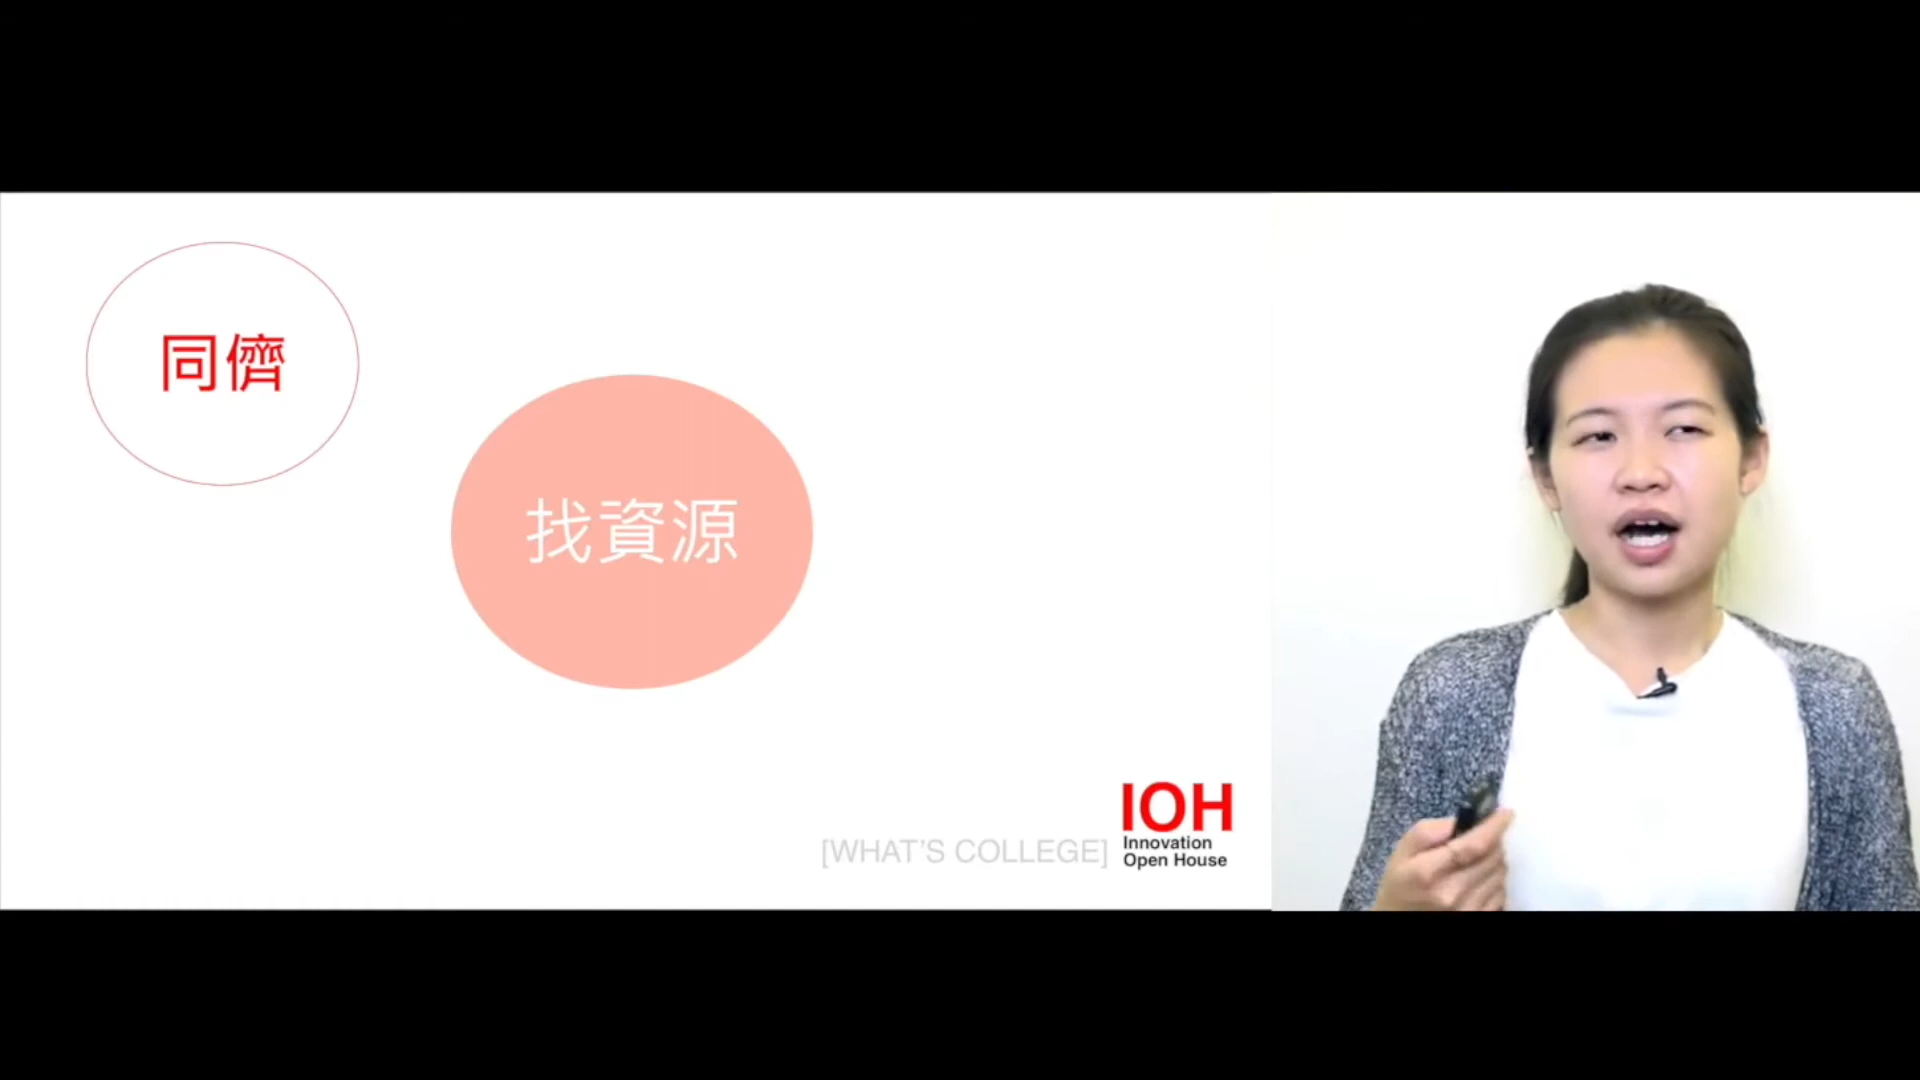 同儕
找資源
[WHAT'S COLLEGE]
IOH
Innovation
Open House